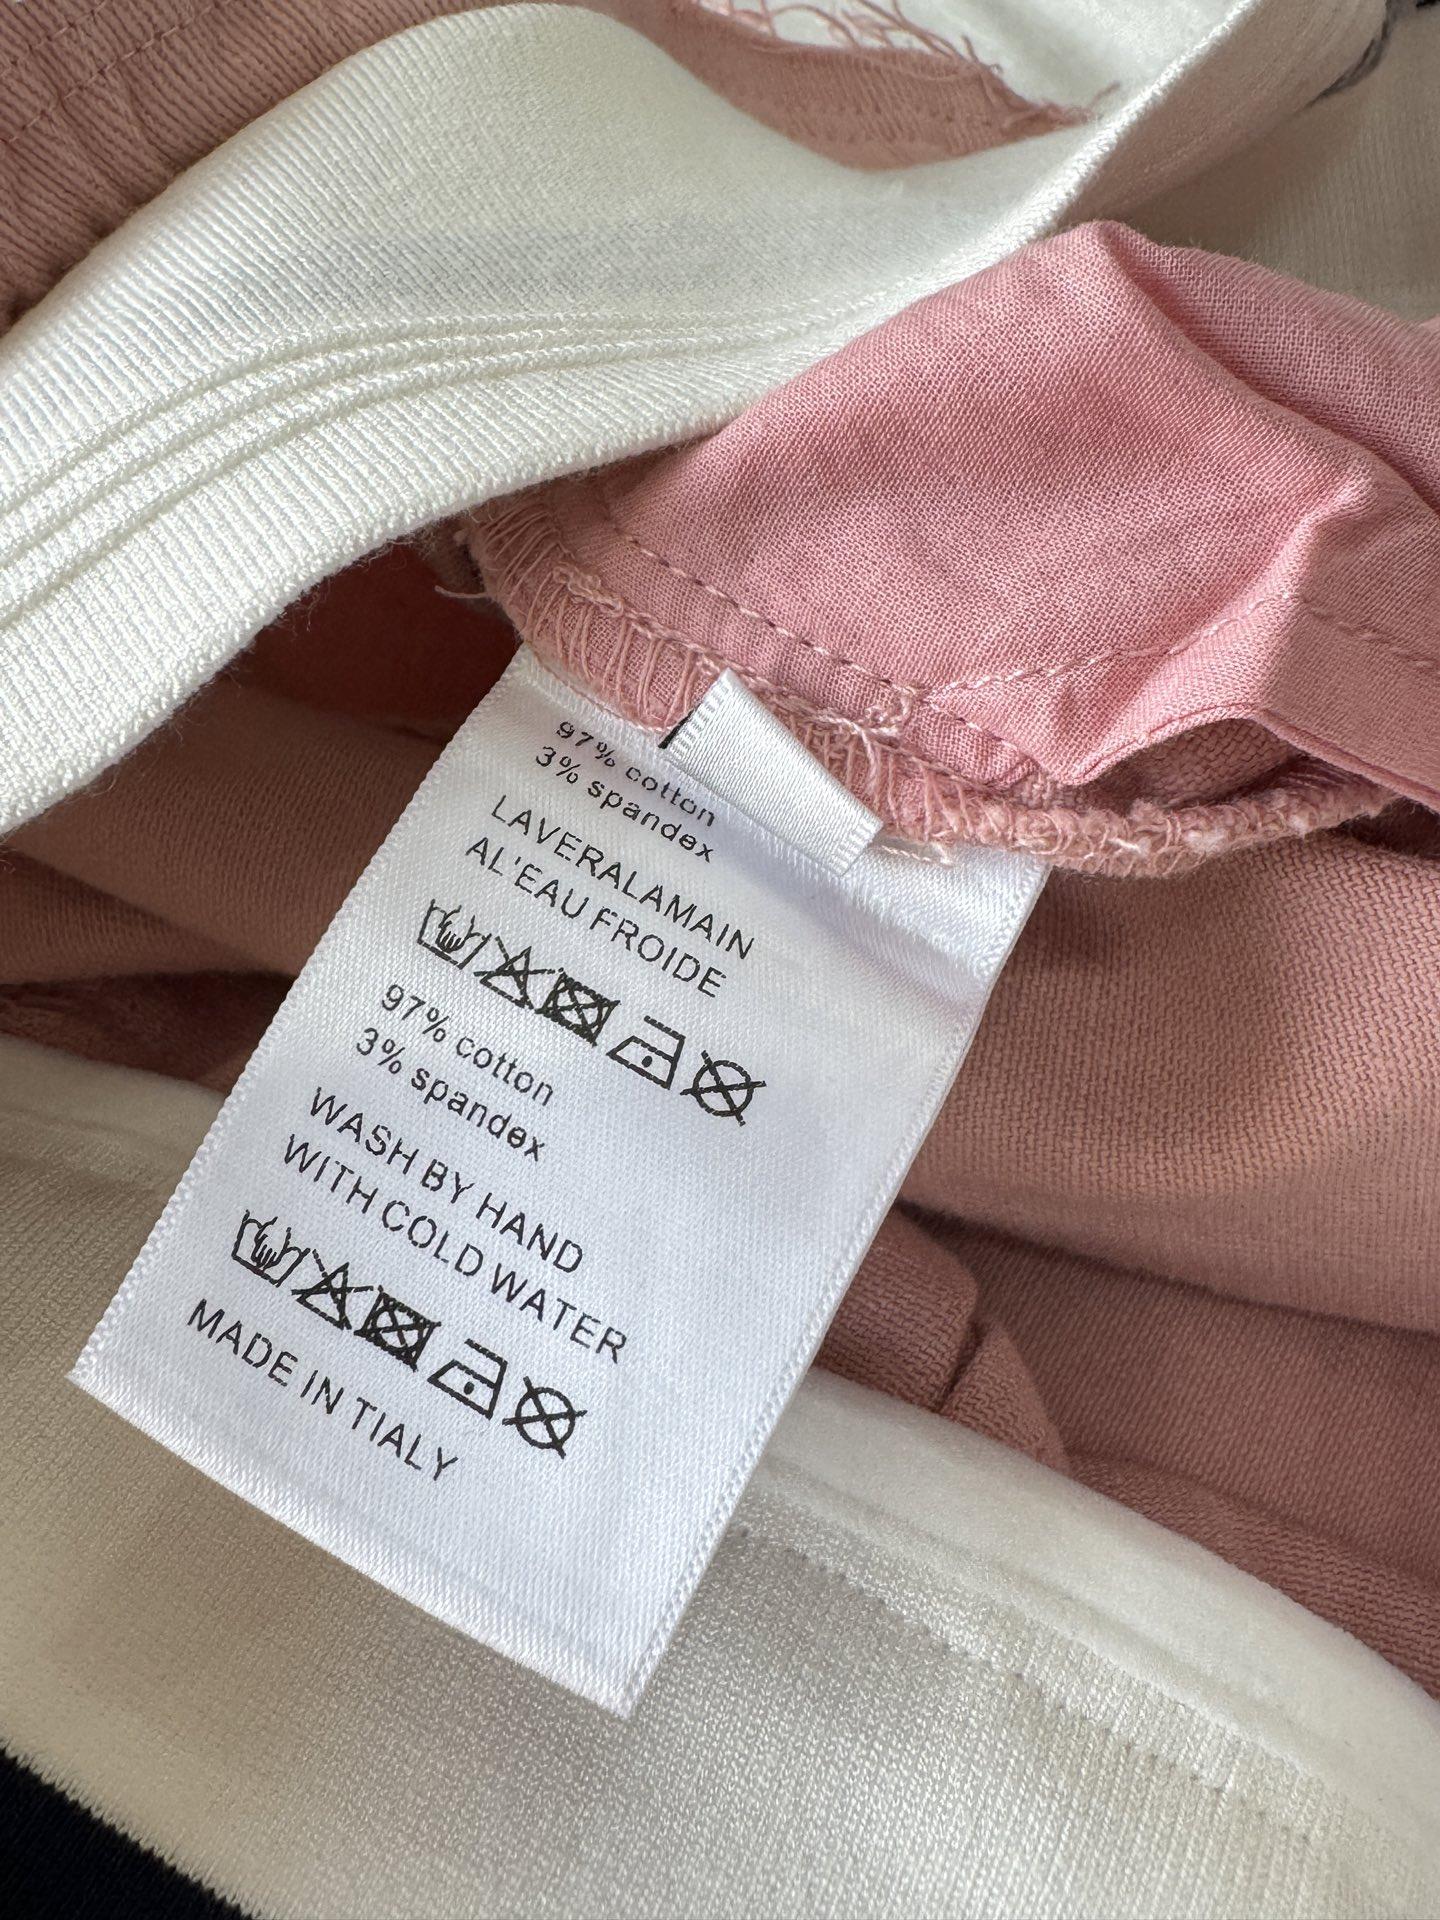 97% cotton
3% spandex
LAVERALAMAIN
AL'EAU FROIDE
97% cotton
3% spandex
WASH BY HAND
WITH COLD WATER
MADE IN TIALY